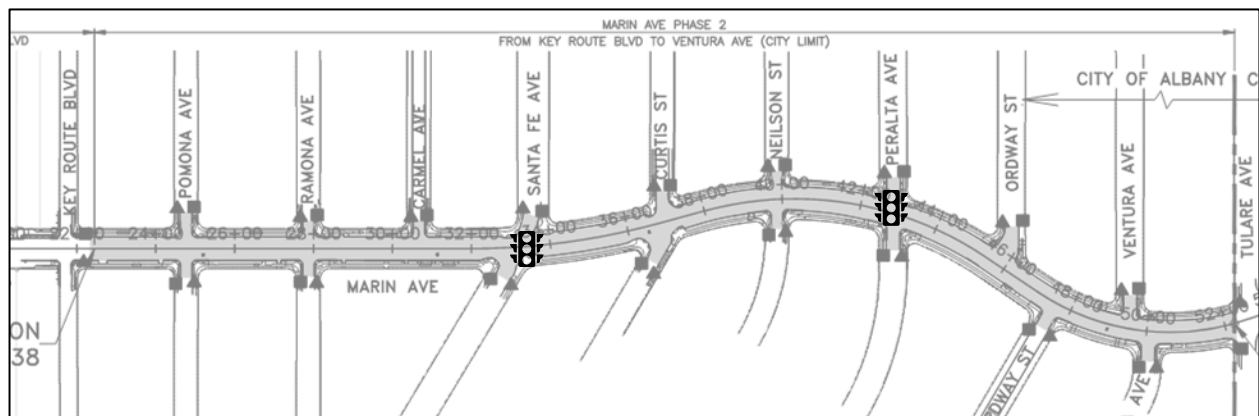 MARIN AVE PHASE 2
LVD
FROM KEY ROUTE BLVD TO VENTURA AVE (CITY LIMIT)
CITY OF ALBANY
KEY ROUTE BLVD
POMONA AVE
RAMONA AVE
CARMEL AVE
SANTA FE AVE
CURTIS ST
NEILSON ST
PERALTA AVE
ORDWAY ST
VENTURA AVE
TULARE AVE
24+00
26+00
28+00
30+00
32+00
36+00
38+00
42+00
44+00
46+00
48+00
50+00
MARIN AVE
ON
38
RDWAY ST
AVE